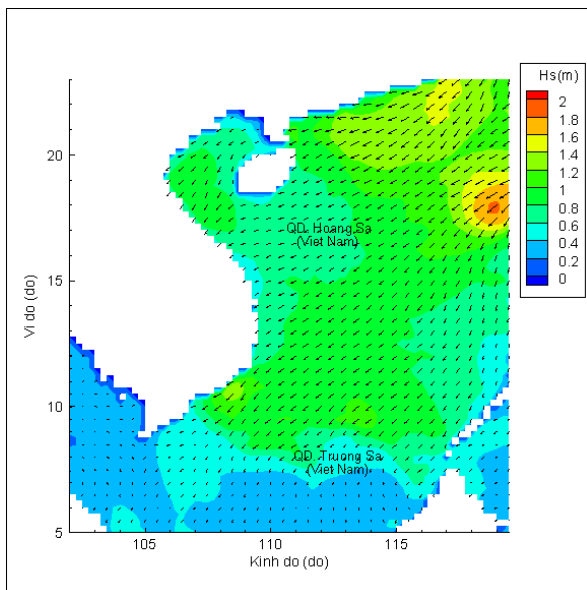 Hs(m)
2
1.8
1.6
1.4
1.2
1
0.8
0.6
0.4
0.2
0
Vi do (do)
20
15
10
5
QD. Hoang Sa
(Viet Nam)
QD. Truong Sa
(Viet Nam)
105
110
115
Kinh do (do)